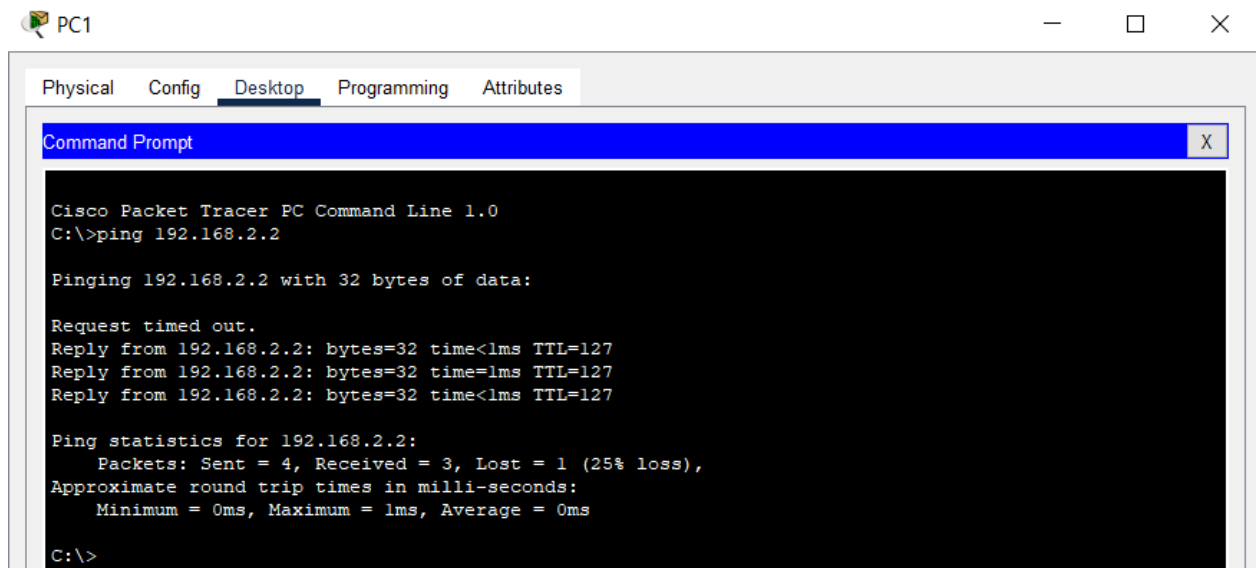 PC1
Physical Config Desktop Programming Attributes
Command Prompt
X
Cisco Packet Tracer PC Command Line 1.0
C:\>ping 192.168.2.2
Pinging 192.168.2.2 with 32 bytes of data:
Request timed out.
Reply from 192.168.2.2: bytes=32 time<1ms TTL=127
Reply from 192.168.2.2: bytes=32 time=1ms TTL=127
Reply from 192.168.2.2: bytes=32 time<1ms TTL=127
Ping statistics for 192.168.2.2:
Packets: Sent = 4, Received = 3, Lost = 1 (25% loss),
Approximate round trip times in milli-seconds:
Minimum = 0ms, Maximum = 1ms, Average = 0ms
C:\>